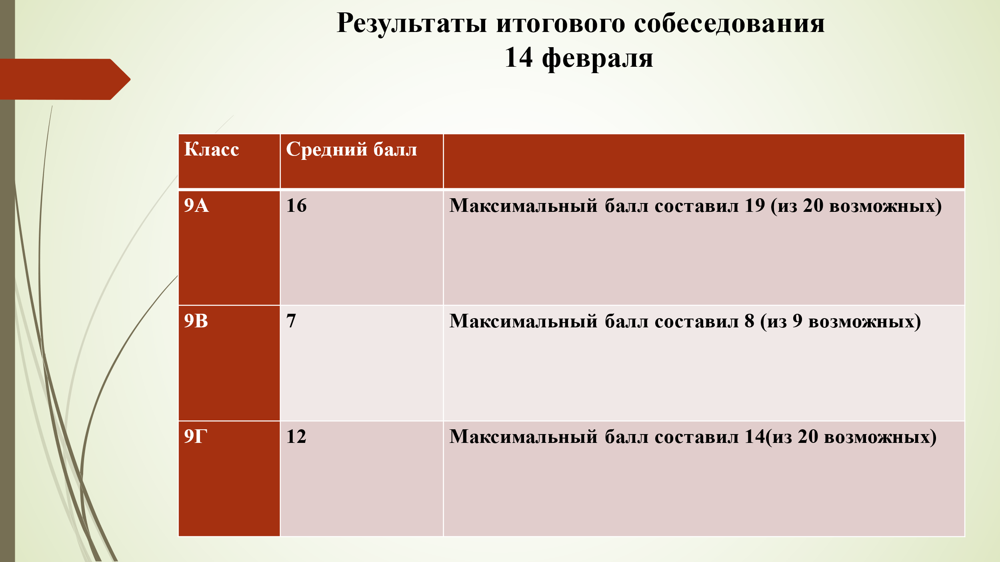 Результаты итогового собеседования
14 февраля
Класс
Средний балл
9А
16
Максимальный балл составил 19 (из 20 возможных)
9В
7
Максимальный балл составил 8 (из 9 возможных)
9Г
12
Максимальный балл составил 14(из 20 возможных)